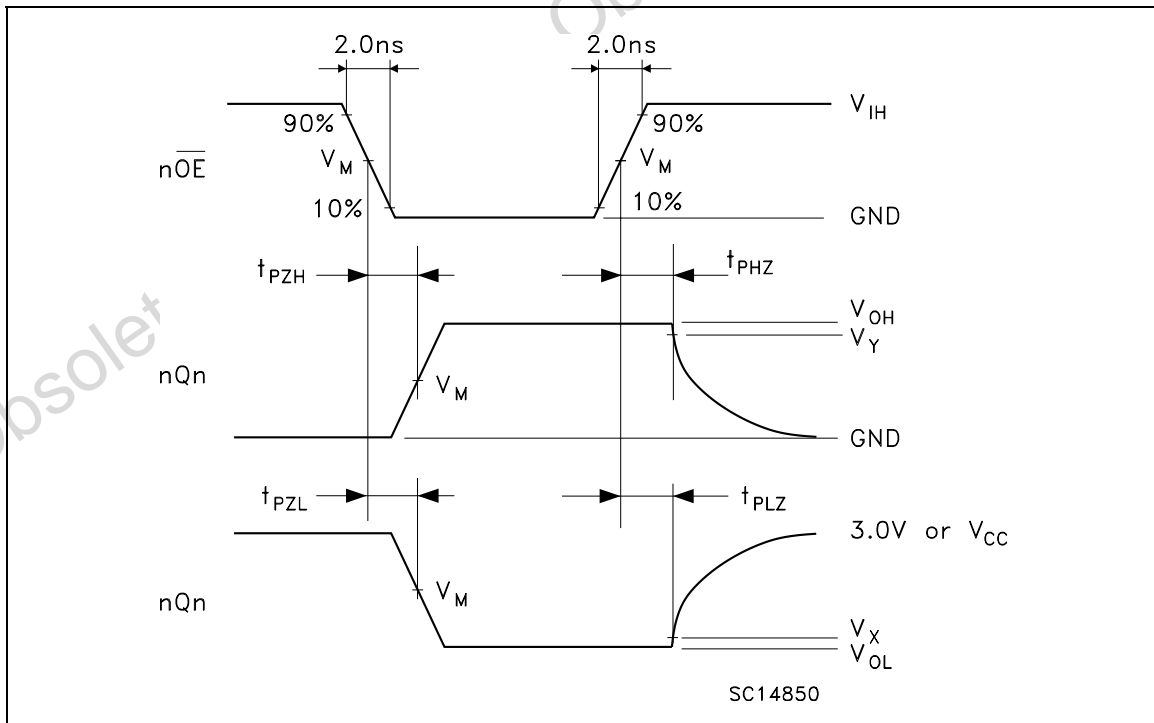 2.0ns 2.0ns
V_IH
90% 90%
nOE V_M V_M
10% 10%
GND
t_PZH t_PHZ
V_OH
V_Y
nQn
V_M
GND
t_PZL t_PLZ
3.0V or V_CC
V_M
nQn
V_X
V_OL
SC14850